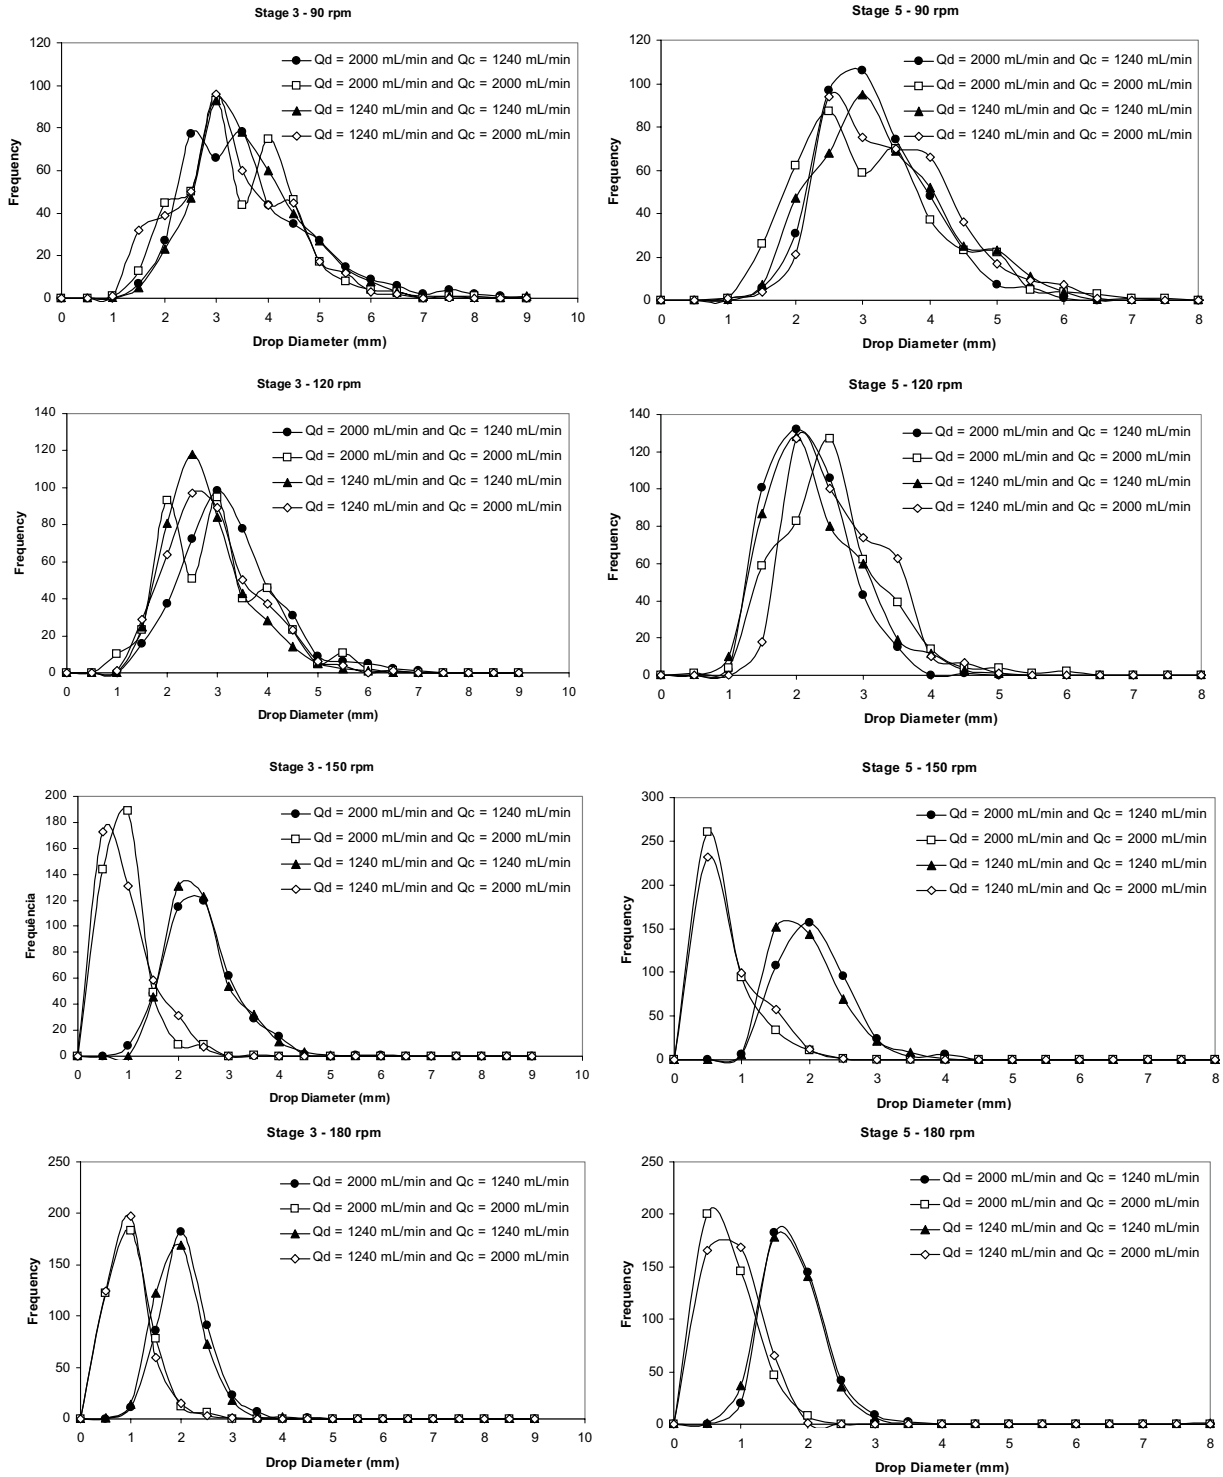 Stage 3 - 90 rpm
120
100
80
60
40
20
0
Frequency
Qd = 2000 mL/min and Qc = 1240 mL/min
Qd = 2000 mL/min and Qc = 2000 mL/min
Qd = 1240 mL/min and Qc = 1240 mL/min
Qd = 1240 mL/min and Qc = 2000 mL/min
0 1 2 3 4 5 6 7 8 9 10
Drop Diameter (mm)
Stage 5 - 90 rpm
120
100
80
60
40
20
0
Frequency
Qd = 2000 mL/min and Qc = 1240 mL/min
Qd = 2000 mL/min and Qc = 2000 mL/min
Qd = 1240 mL/min and Qc = 1240 mL/min
Qd = 1240 mL/min and Qc = 2000 mL/min
0 1 2 3 4 5 6 7 8
Drop Diameter (mm)
Stage 3 - 120 rpm
140
120
100
80
60
40
20
0
Frequency
Qd = 2000 mL/min and Qc = 1240 mL/min
Qd = 2000 mL/min and Qc = 2000 mL/min
Qd = 1240 mL/min and Qc = 1240 mL/min
Qd = 1240 mL/min and Qc = 2000 mL/min
0 1 2 3 4 5 6 7 8 9 10
Drop Diameter (mm)
Stage 5 - 120 rpm
140
120
100
80
60
40
20
0
Frequency
Qd = 2000 mL/min and Qc = 1240 mL/min
Qd = 2000 mL/min and Qc = 2000 mL/min
Qd = 1240 mL/min and Qc = 1240 mL/min
Qd = 1240 mL/min and Qc = 2000 mL/min
0 1 2 3 4 5 6 7 8
Drop Diameter (mm)
Stage 3 - 150 rpm
200
180
160
140
120
100
80
60
40
20
0
Frequência
Qd = 2000 mL/min and Qc = 1240 mL/min
Qd = 2000 mL/min and Qc = 2000 mL/min
Qd = 1240 mL/min and Qc = 1240 mL/min
Qd = 1240 mL/min and Qc = 2000 mL/min
0 1 2 3 4 5 6 7 8 9 10
Drop Diameter (mm)
Stage 5 - 150 rpm
300
250
200
150
100
50
0
Frequency
Qd = 2000 mL/min and Qc = 1240 mL/min
Qd = 2000 mL/min and Qc = 2000 mL/min
Qd = 1240 mL/min and Qc = 1240 mL/min
Qd = 1240 mL/min and Qc = 2000 mL/min
0 1 2 3 4 5 6 7 8
Drop Diameter (mm)
Stage 3 - 180 rpm
250
200
150
100
50
0
Frequency
Qd = 2000 mL/min and Qc = 1240 mL/min
Qd = 2000 mL/min and Qc = 2000 mL/min
Qd = 1240 mL/min and Qc = 1240 mL/min
Qd = 1240 mL/min and Qc = 2000 mL/min
0 1 2 3 4 5 6 7 8 9 10
Drop Diameter (mm)
Stage 5 - 180 rpm
250
200
150
100
50
0
Frequency
Qd = 2000 mL/min and Qc = 1240 mL/min
Qd = 2000 mL/min and Qc = 2000 mL/min
Qd = 1240 mL/min and Qc = 1240 mL/min
Qd = 1240 mL/min and Qc = 2000 mL/min
0 1 2 3 4 5 6 7 8
Drop Diameter (mm)